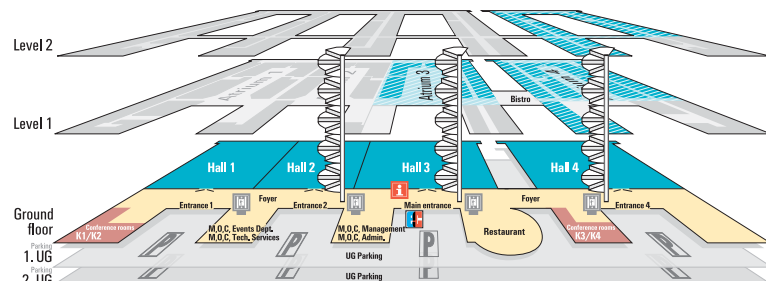 Level 2
Atrium 3
Bistro
Level 1
Hall 1
Hall 2
Hall 3
Hall 4
i
Foyer
Foyer
Entrance 1
Entrance 2
Main entrance
Entrance 4
Ground
floor
Conference rooms
K1/K2
M,O,C, Events Dept.
M,O,C, Tech. Services
M,O,C, Management
M,O,C, Admin.
Restaurant
Conference rooms
K3/K4
Parking
1. UG
P
P
P
P
UG Parking
Parking
2. UG
P
P
P
P
UG Parking